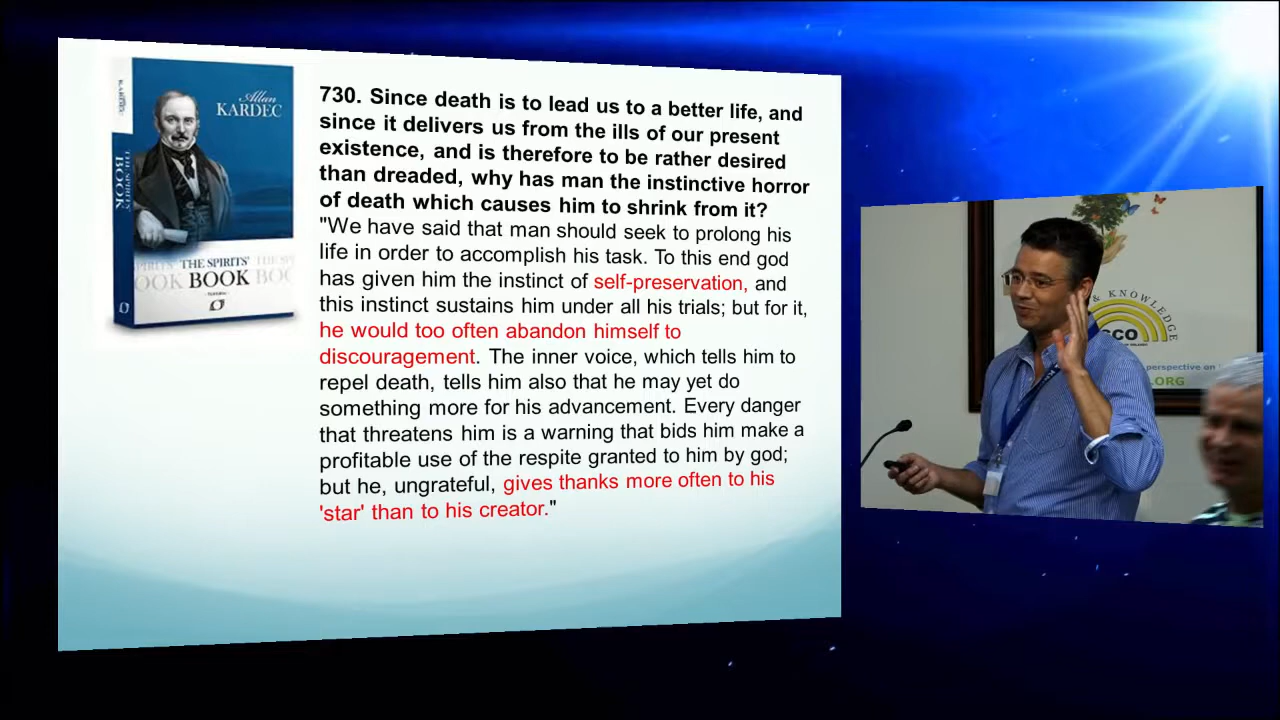 Allan
KARDEC
KARDEC
THE SPIRITS'
BOOK
THE SPIRITS'
BOOK
730. Since death is to lead us to a better life, and
since it delivers us from the ills of our present
existence, and is therefore to be rather desired
than dreaded, why has man the instinctive horror
of death which causes him to shrink from it?
"We have said that man should seek to prolong his
life in order to accomplish his task. To this end god
has given him the instinct of self-preservation, and
this instinct sustains him under all his trials; but for it,
he would too often abandon himself to
discouragement. The inner voice, which tells him to
repel death, tells him also that he may yet do
something more for his advancement. Every danger
that threatens him is a warning that bids him make a
profitable use of the respite granted to him by god;
but he, ungrateful, gives thanks more often to his
'star' than to his creator."
& KNOWLEDGE
perspective on
.ORG